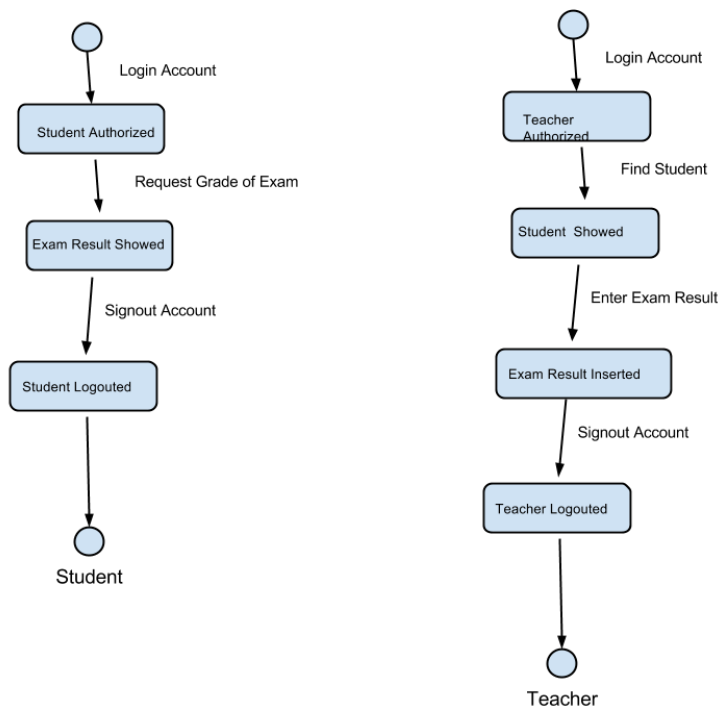 Login Account
Student Authorized
Request Grade of Exam
Exam Result Showed
Signout Account
Student Logouted
Student
Login Account
Teacher
Authorized
Find Student
Student  Showed
Enter Exam Result
Exam Result Inserted
Signout Account
Teacher Logouted
Teacher